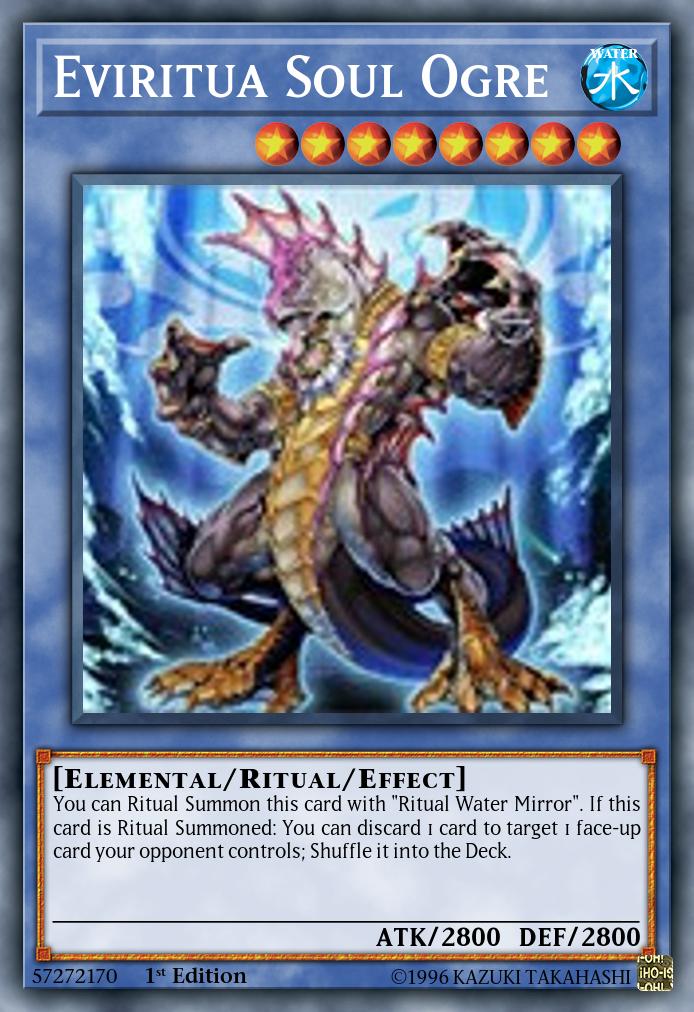 Eviritua Soul Ogre
WATER
水
[Elemental/Ritual/Effect]
You can Ritual Summon this card with "Ritual Water Mirror". If this
card is Ritual Summoned: You can discard 1 card to target 1 face-up
card your opponent controls; Shuffle it into the Deck.
ATK/2800 DEF/2800
57272170 1st Edition ©1996 KAZUKI TAKAHASHI